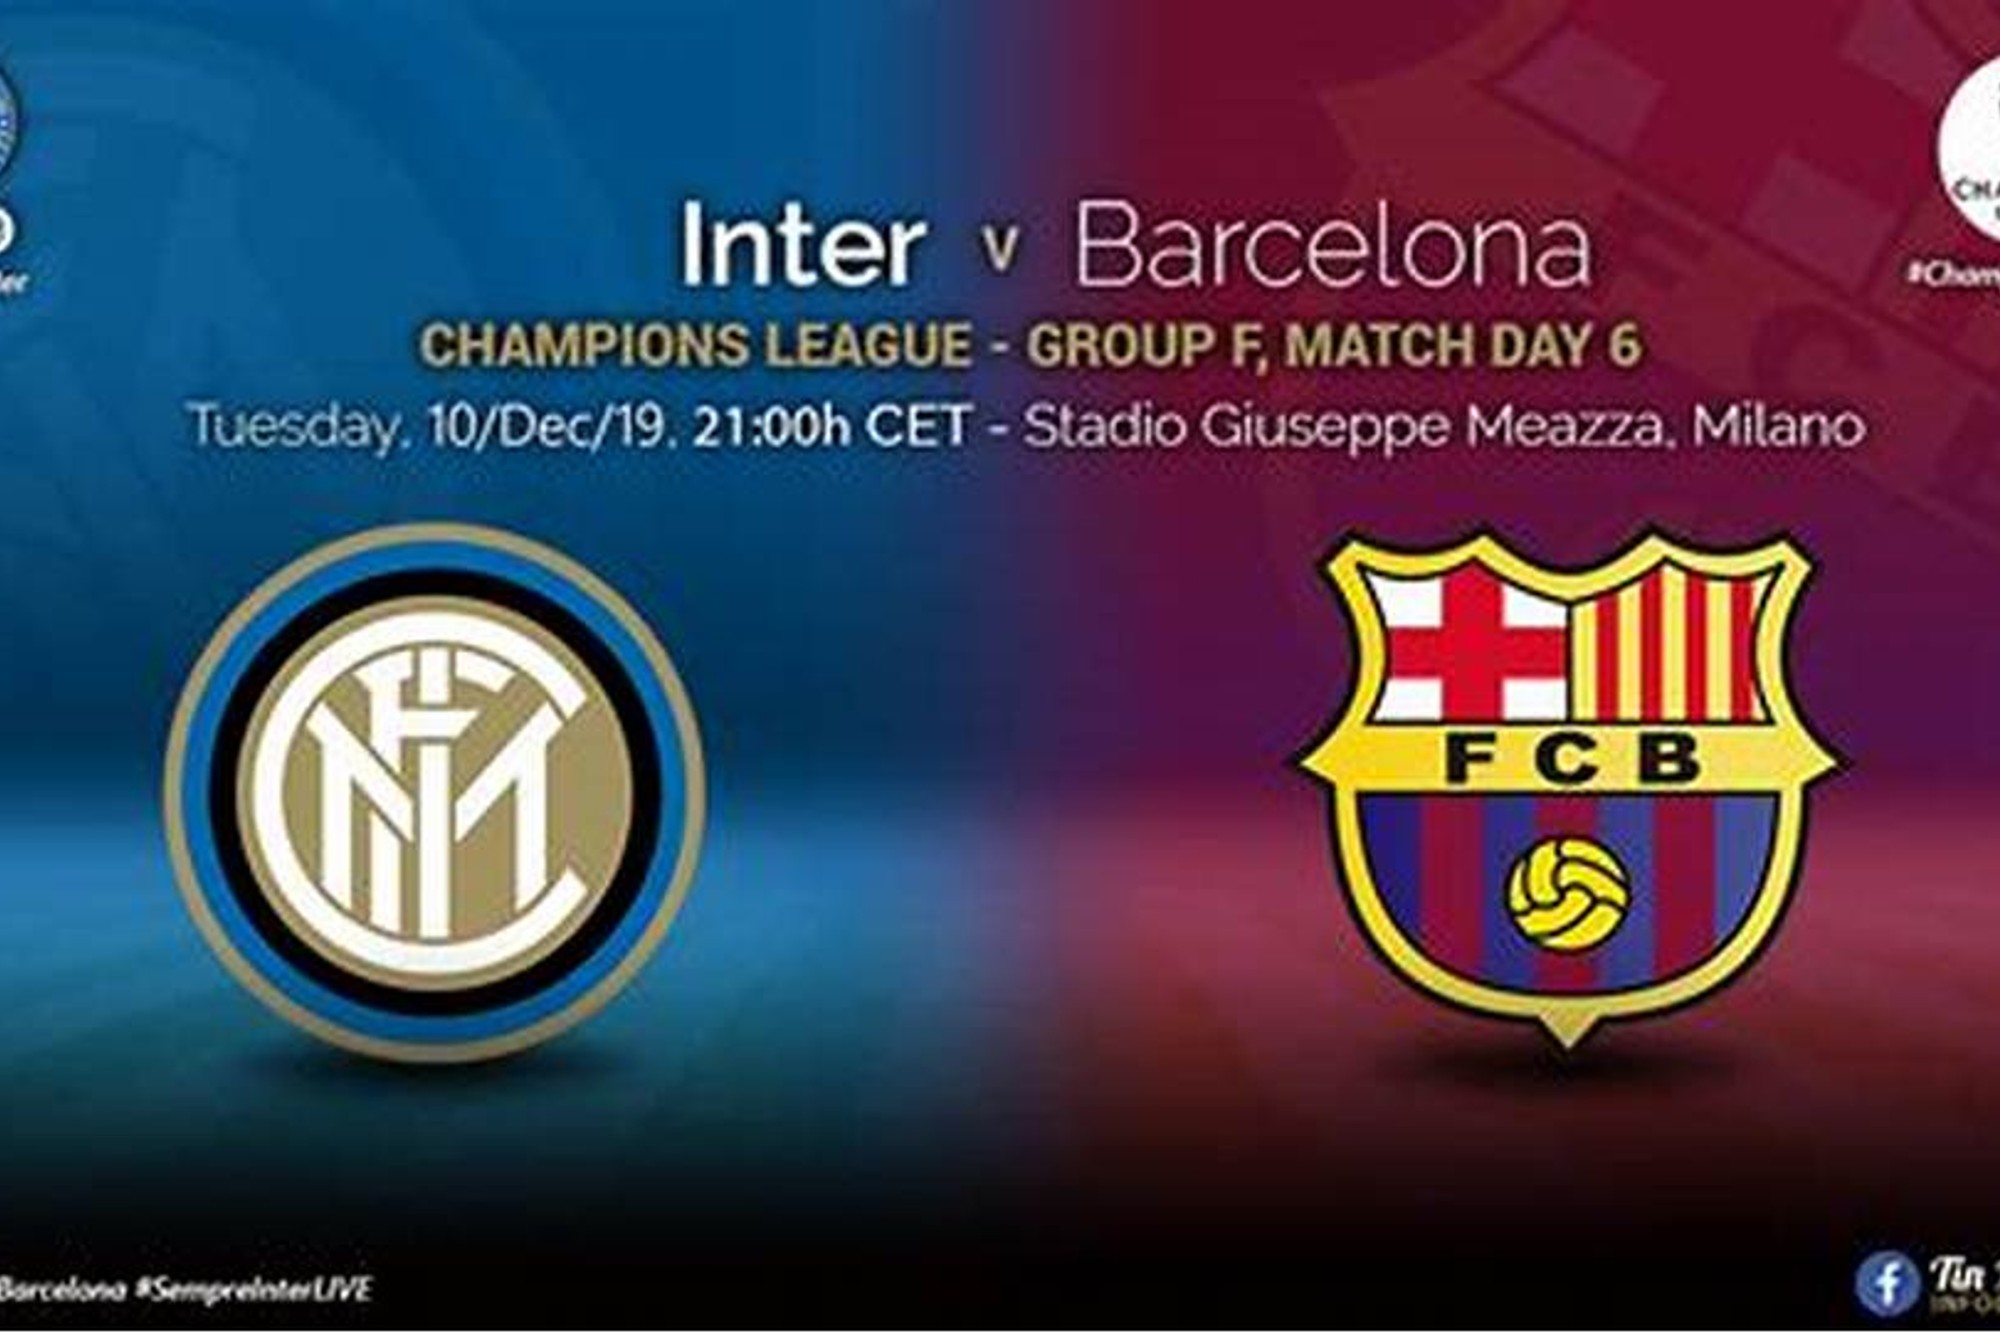 Inter v Barcelona
CHAMPIONS LEAGUE - GROUP F, MATCH DAY 6
Tuesday, 10/Dec/19, 21:00h CET - Stadio Giuseppe Meazza, Milano
FCB
Barcelona #SempreInterLIVE
Tin